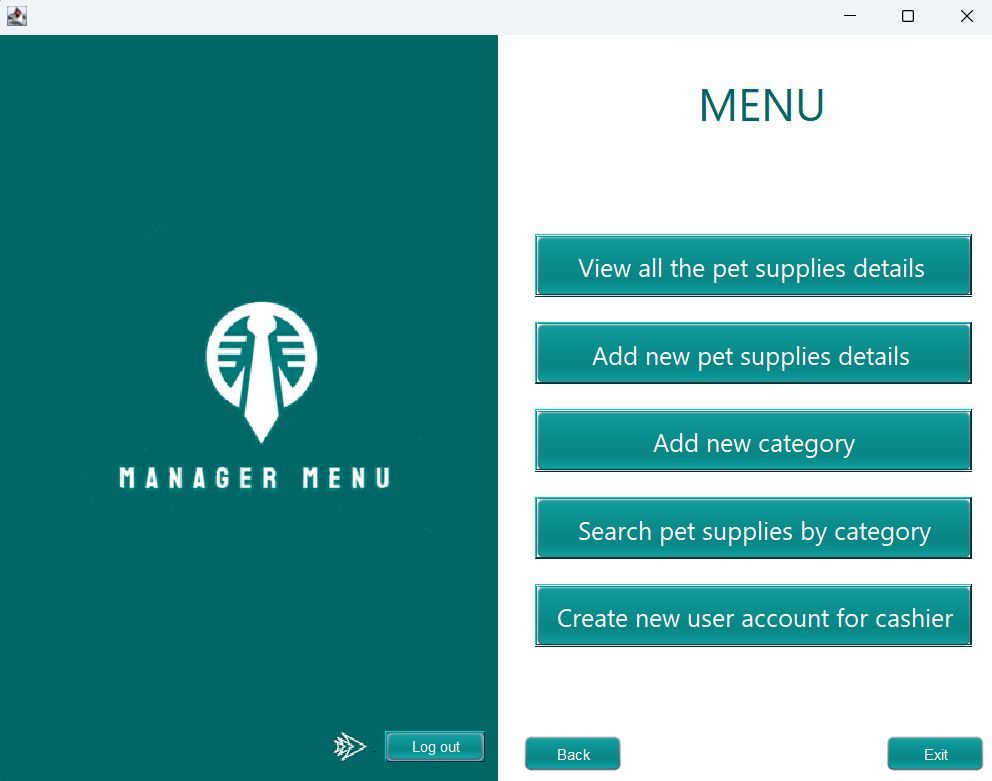 MANAGER MENU
Log out
MENU
View all the pet supplies details
Add new pet supplies details
Add new category
Search pet supplies by category
Create new user account for cashier
Back
Exit